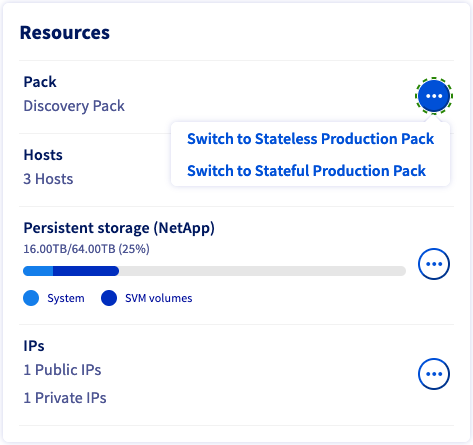 Resources
Pack
Discovery Pack
Switch to Stateless Production Pack
Switch to Stateful Production Pack
Hosts
3 Hosts
Persistent storage (NetApp)
16.00TB/64.00TB (25%)
System
SVM volumes
IPs
1 Public IPs
1 Private IPs